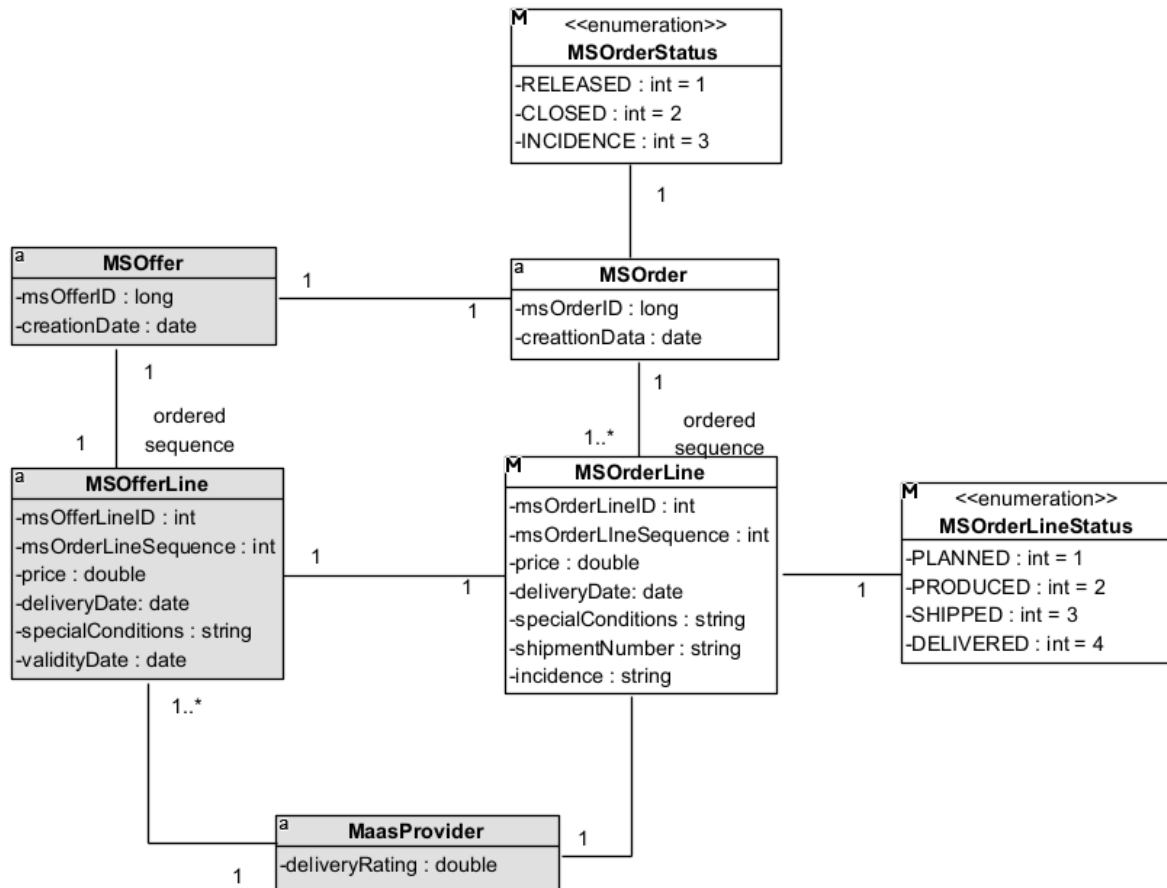 M
<<enumeration>>
MSOrderStatus
-RELEASED : int = 1
-CLOSED : int = 2
-INCIDENCE : int = 3
1
a
MSOffer
-msOfferID : long
-creationDate : date
1
1
a
MSOrder
-msOrderID : long
-creattionData : date
1
ordered
sequence
1
1
ordered
sequence
1..*
a
MSOfferLine
-msOfferLineID : int
-msOrderLineSequence : int
-price : double
-deliveryDate: date
-specialConditions : string
-validityDate : date
1
1
M
MSOrderLine
-msOrderLineID : int
-msOrderLIneSequence : int
-price : double
-deliveryDate: date
-specialConditions : string
-shipmentNumber : string
-incidence : string
1
M
<<enumeration>>
MSOrderLineStatus
-PLANNED : int = 1
-PRODUCED : int = 2
-SHIPPED : int = 3
-DELIVERED : int = 4
1..*
1
a
MaasProvider
-deliveryRating : double
1